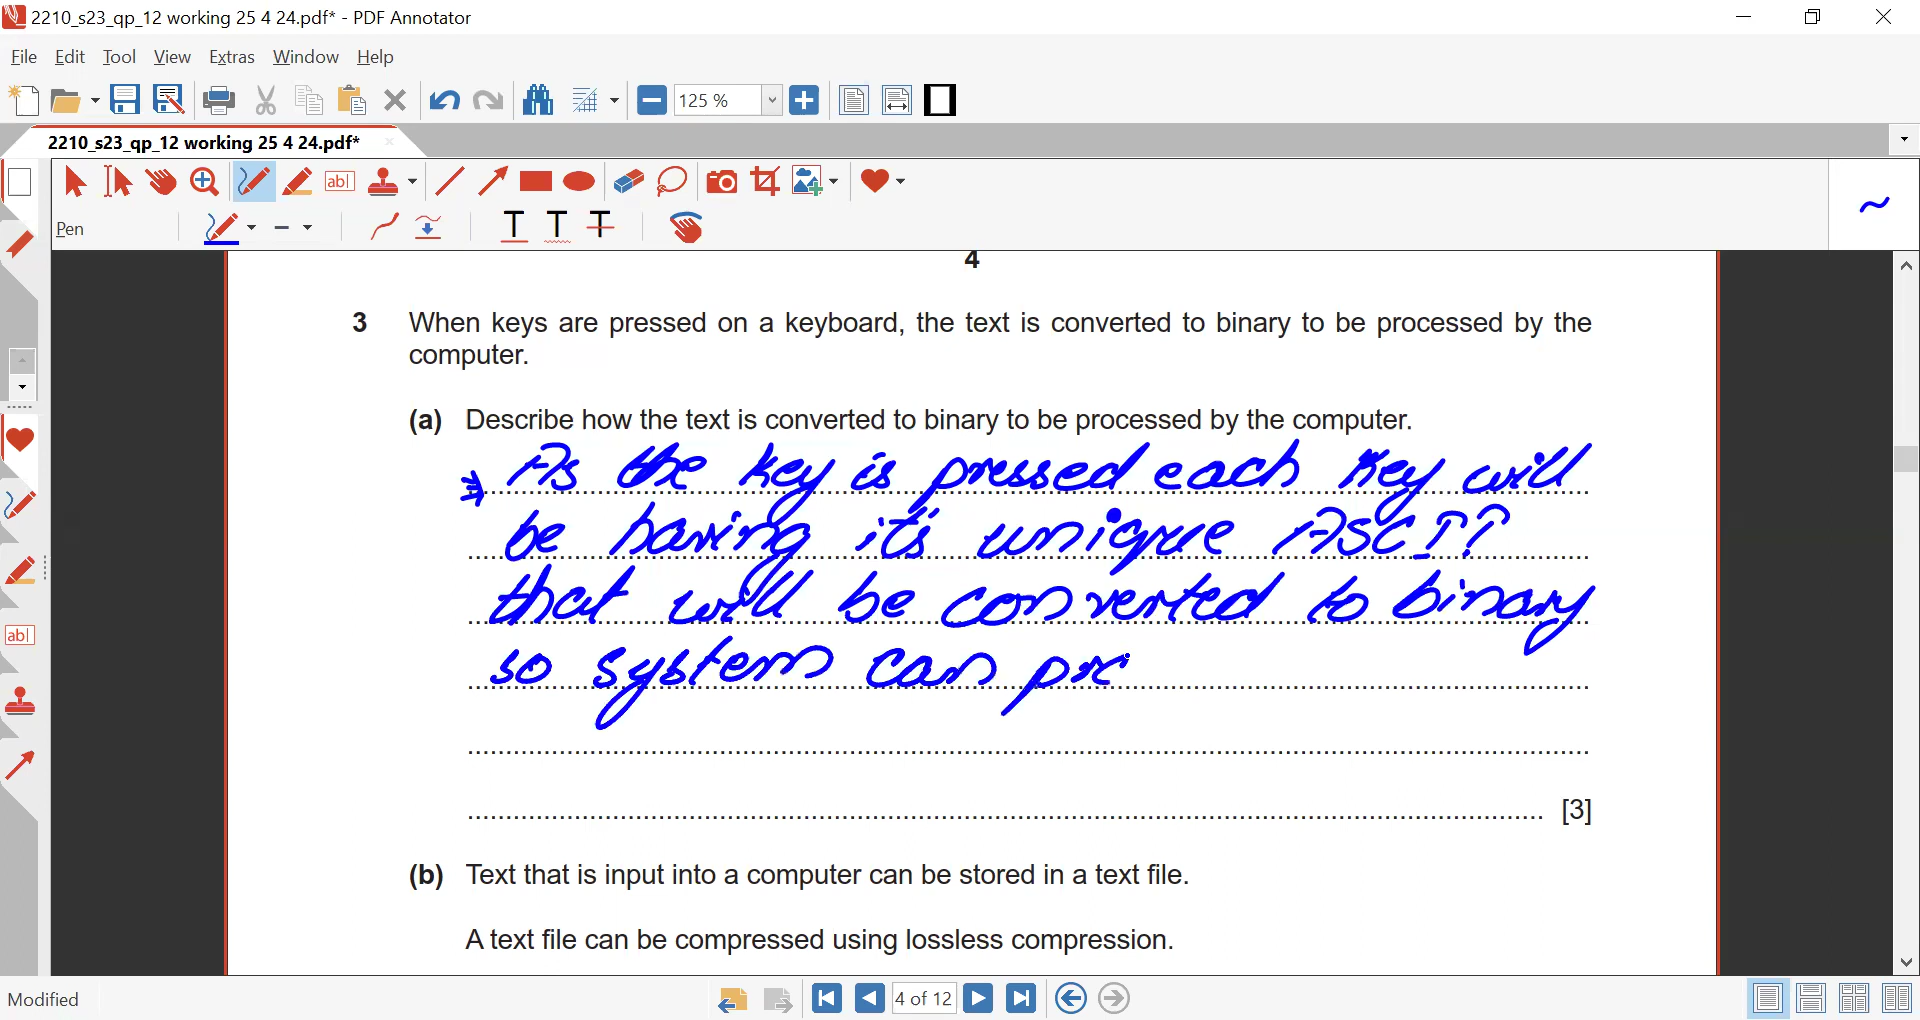 2210_s23_qp_12 working 25 4 24.pdf* - PDF Annotator
File Edit Tool View Extras Window Help
125 %
2210_s23_qp_12 working 25 4 24.pdf*
ab|
Pen
T T T
4
3 When keys are pressed on a keyboard, the text is converted to binary to be processed by the
computer.
(a) Describe how the text is converted to binary to be processed by the computer.
As the key is pressed each key will
be having it's unique ASCII
that will be converted to binary
so system can pr
[3]
(b) Text that is input into a computer can be stored in a text file.
A text file can be compressed using lossless compression.
ab|
Modified
4 of 12